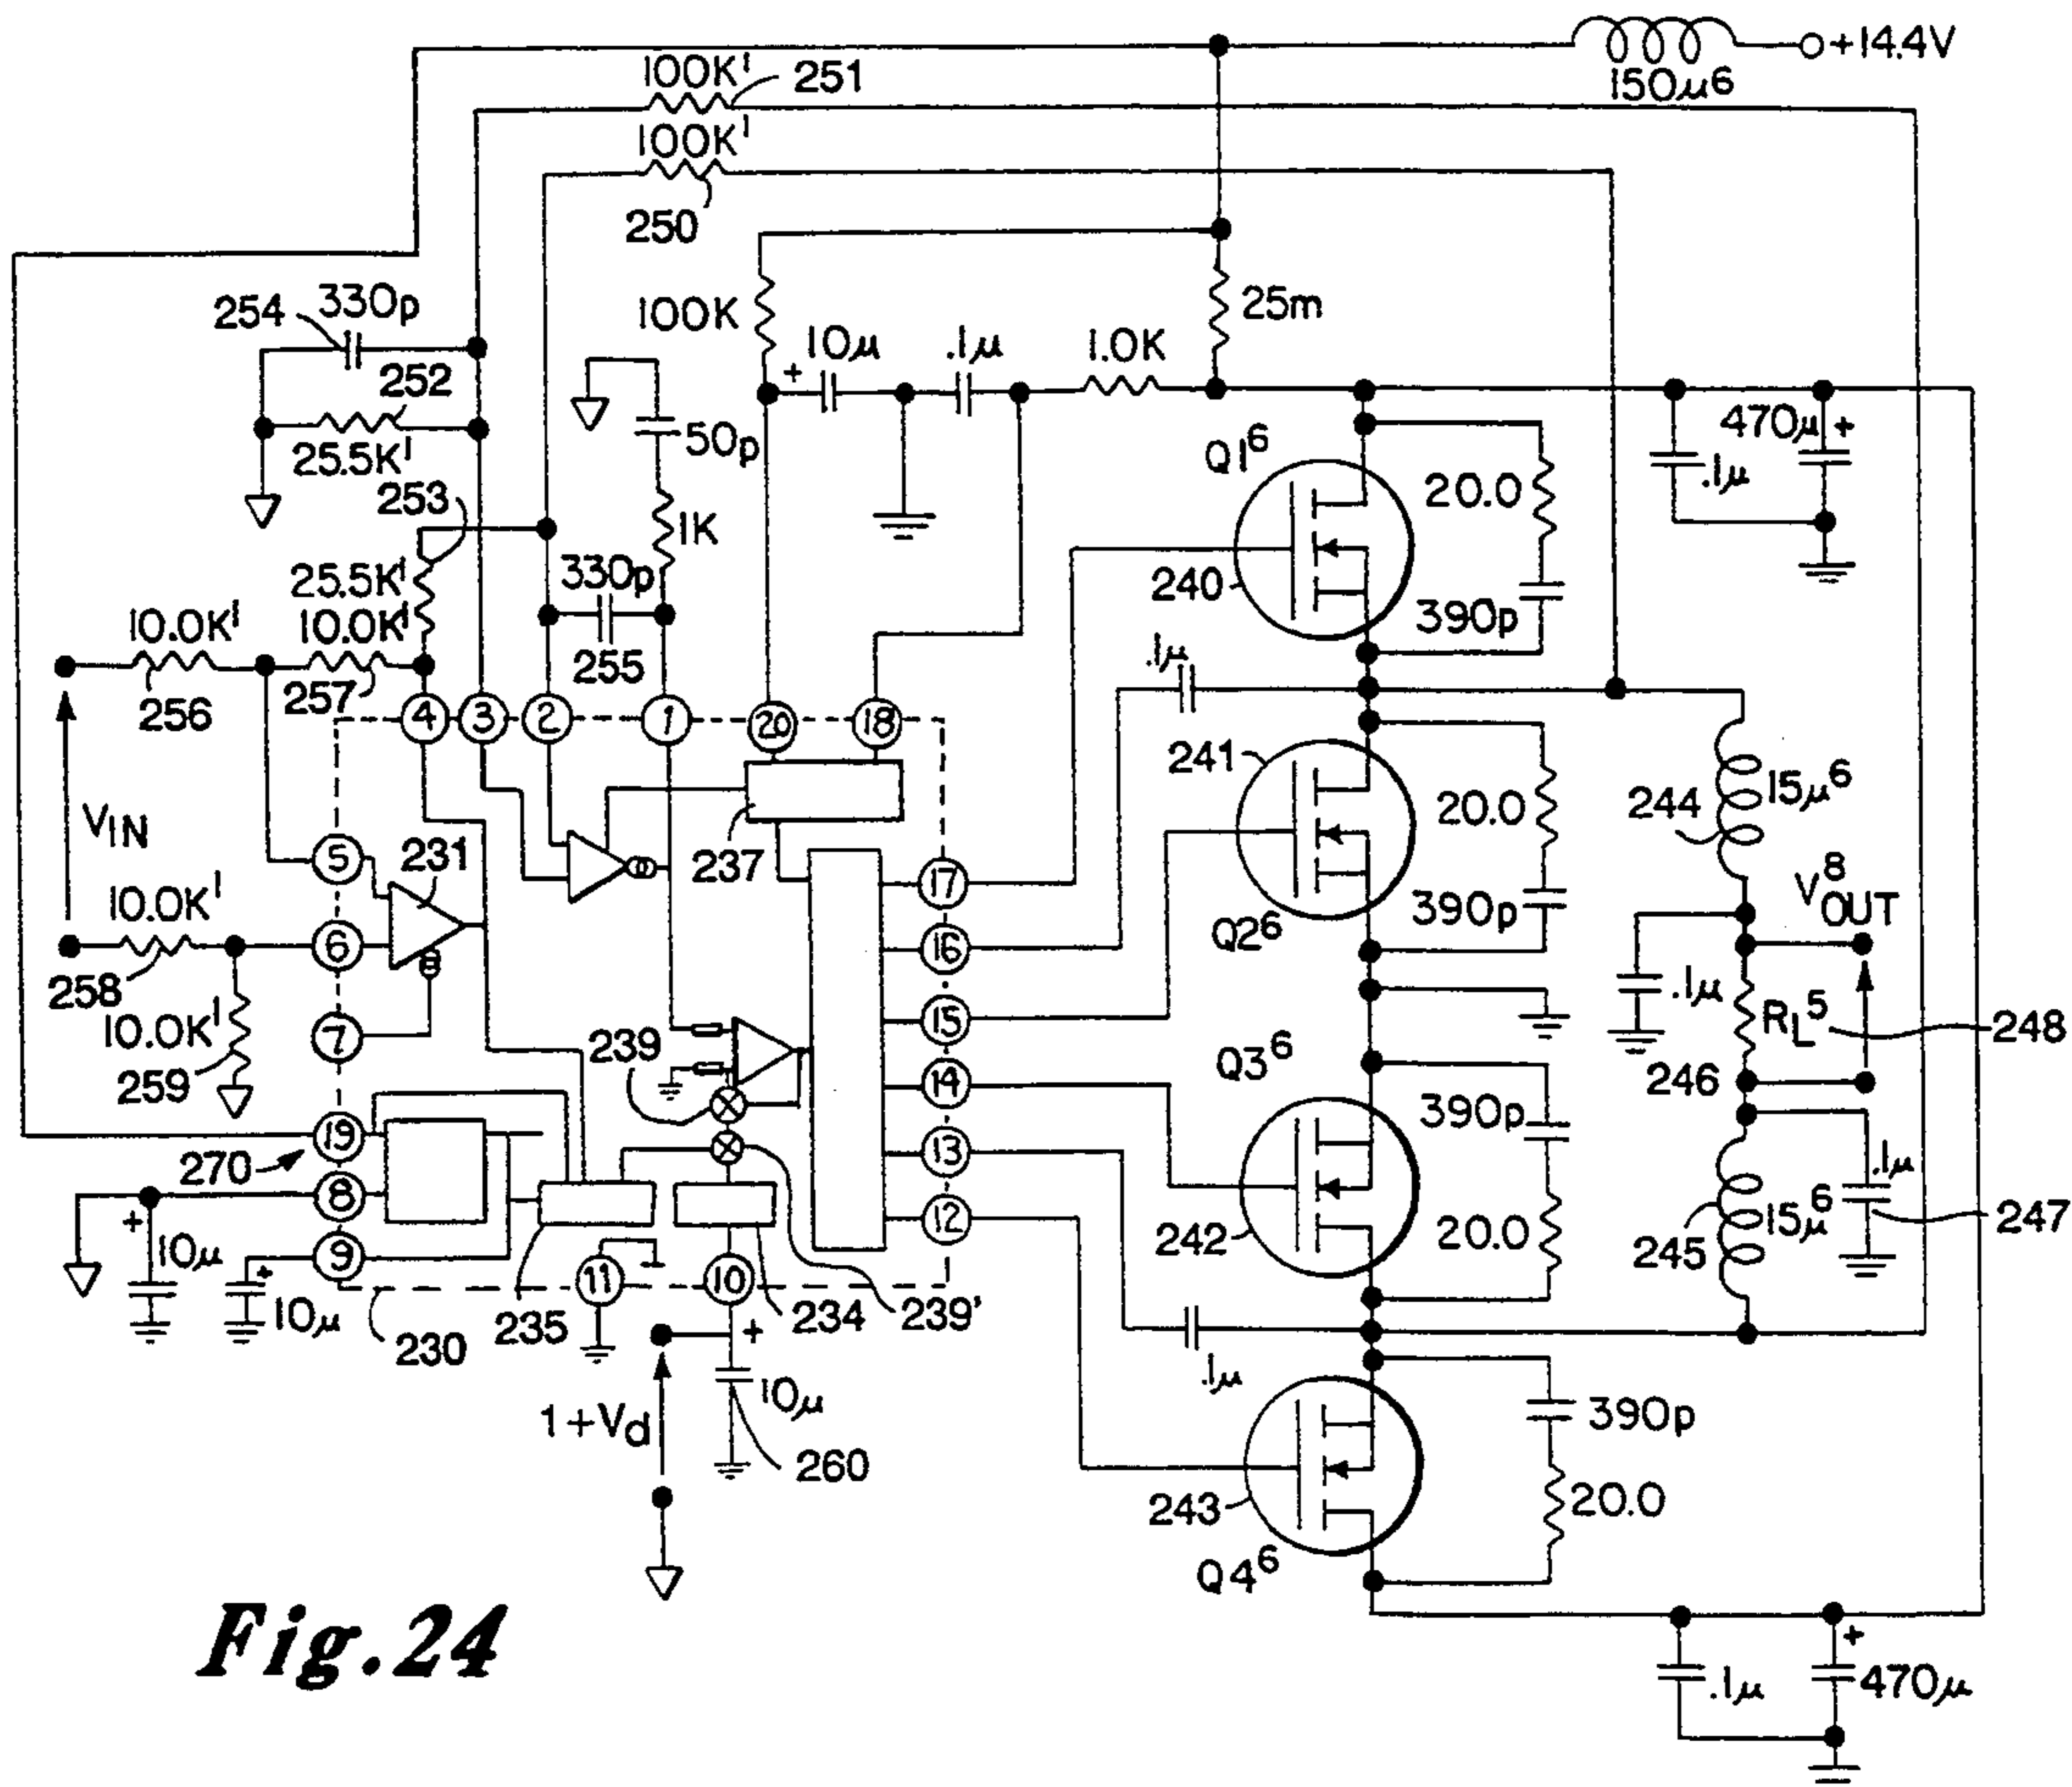 +14.4V
150µ6
100K¹
251
100K¹
250
100K
25m
10µ
+
.1µ
1.0K
254
330p
252
25.5K¹
253
50p
1K
25.5K¹
330p
255
10.0K¹
256
10.0K¹
257
Q1⁶
240
20.0
390p
.1µ
470µ
+
.1µ
4
3
2
1
20
18
241
Q2⁶
20.0
390p
244
15µ⁶
VIN
5
231
237
17
16
10.0K¹
258
6
7
10.0K¹
259
239
15
14
13
12
Q3⁶
242
390p
20.0
V⁸OUT
.1µ
RL⁵
248
246
245
15µ⁶
.1µ
247
19
270
8
9
+
10µ
+
10µ
230
235
11
10
234
239'
+
10µ
260
1+Vd
.1µ
243
Q4⁶
390p
20.0
.1µ
+
470µ
Fig.24